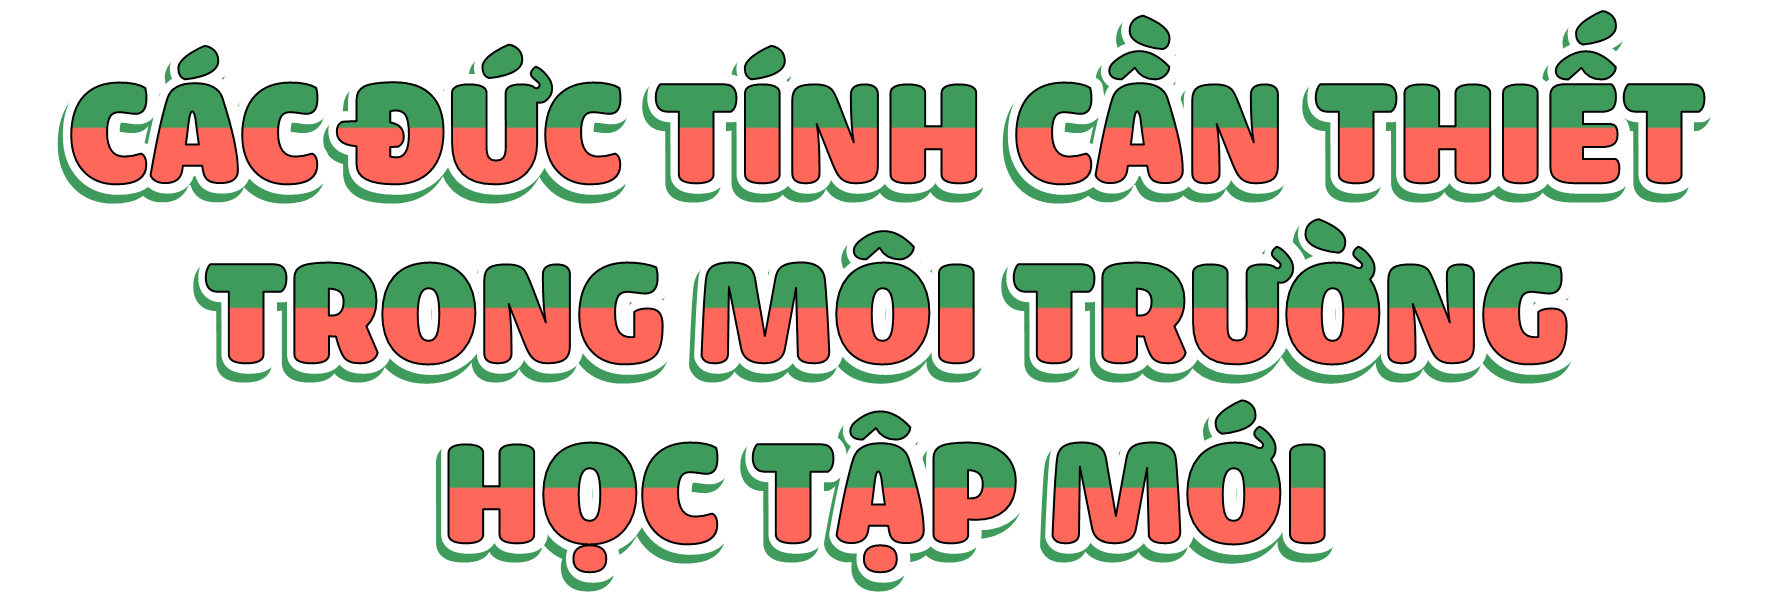 CÁC ĐỨC TÍNH CẦN THIẾT
TRONG MÔI TRƯỜNG
HỌC TẬP MỚI